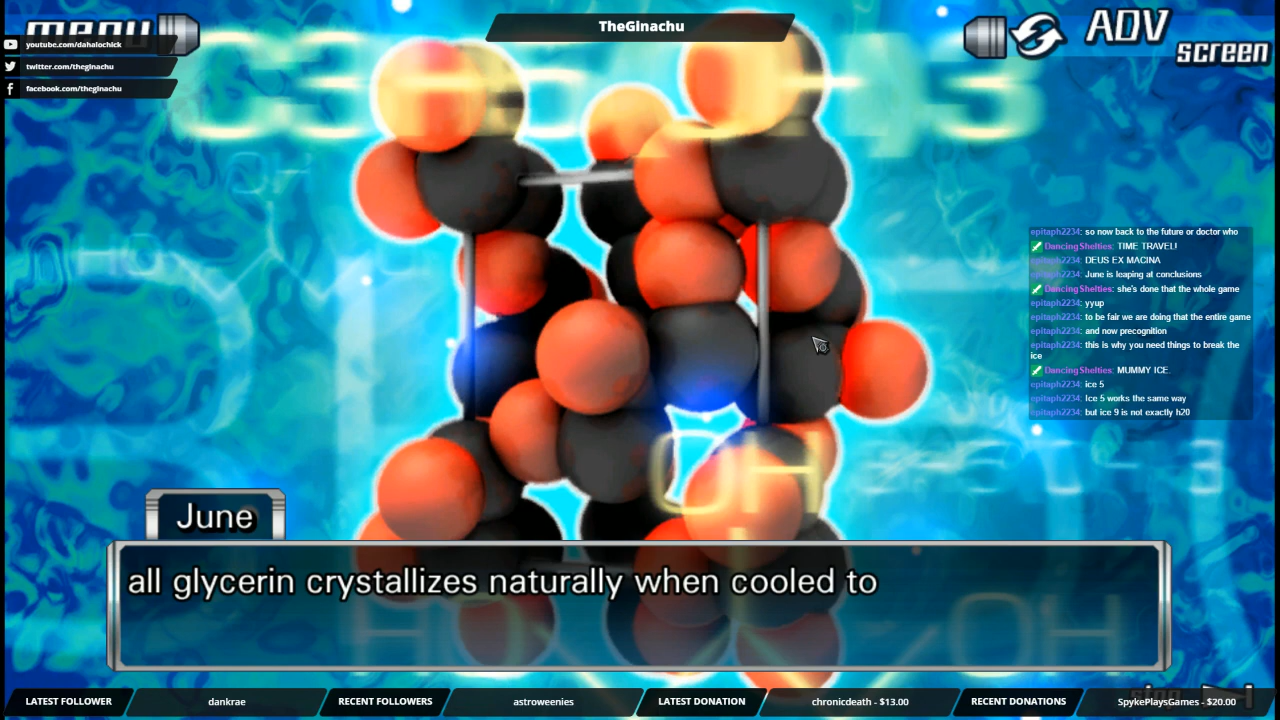 menu
TheGinachu
ADV
screen
youtube.com/dahalochick
twitter.com/theginachu
facebook.com/theginachu
epitaph2234: so now back to the future or doctor who
DancingShelties: TIME TRAVEL!
epitaph2234: DEUS EX MACINA
epitaph2234: June is leaping at conclusions
DancingShelties: she's done that the whole game
epitaph2234: yyup
epitaph2234: to be fair we are doing that the entire game
epitaph2234: and now precognition
epitaph2234: this is why you need things to break the
ice
DancingShelties: MUMMY ICE.
epitaph2234: ice 5
epitaph2234: Ice 5 works the same way
epitaph2234: but ice 9 is not exactly h20
OH
HO
OH
June
all glycerin crystallizes naturally when cooled to
HO
OH
LATEST FOLLOWER
dankrae
RECENT FOLLOWERS
astroweenies
LATEST DONATION
chronicdeath - $13.00
RECENT DONATIONS
SpykePlaysGames - $20.00